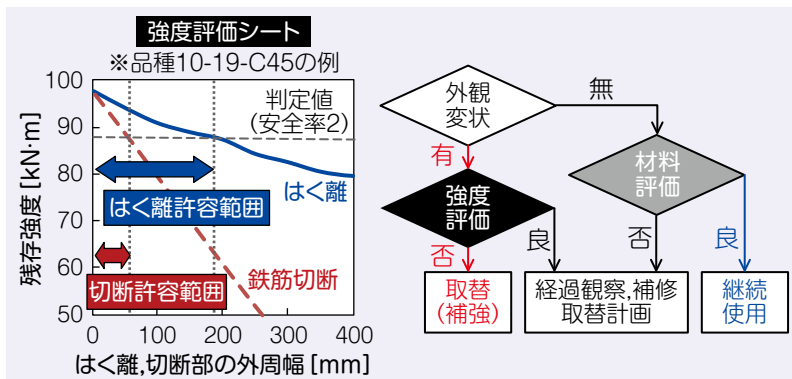 強度評価シート
※品種10-19-C45の例
残存強度 [kN·m]
100
90
80
70
60
50
判定値
(安全率2)
はく離
はく離許容範囲
鉄筋切断
切断許容範囲
0 100 200 300 400
はく離,切断部の外周幅 [mm]
外観
変状
無
有
材料
評価
強度
評価
否
良
否
良
取替
(補強)
経過観察,補修
取替計画
継続
使用